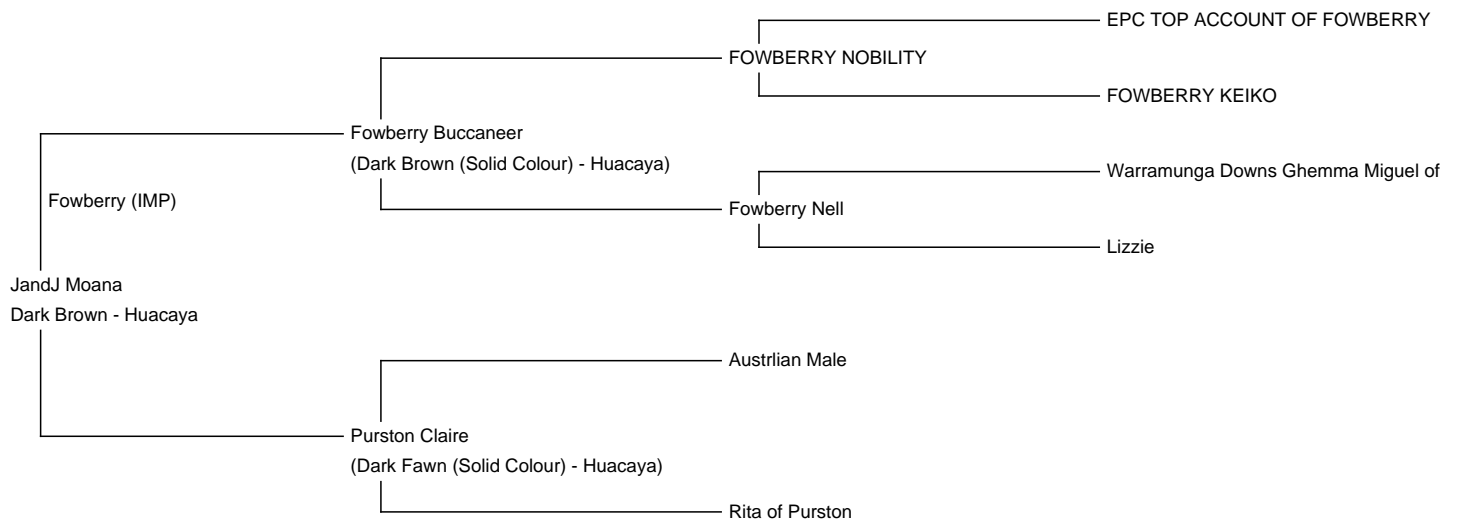 EPC TOP ACCOUNT OF FOWBERRY
FOWBERRY NOBILITY
FOWBERRY KEIKO
Fowberry Buccaneer
(Dark Brown (Solid Colour) - Huacaya)
Warramunga Downs Ghemma Miguel of
Fowberry (IMP)
Fowberry Nell
Lizzie
JandJ Moana
Dark Brown - Huacaya
Austrlian Male
Purston Claire
(Dark Fawn (Solid Colour) - Huacaya)
Rita of Purston